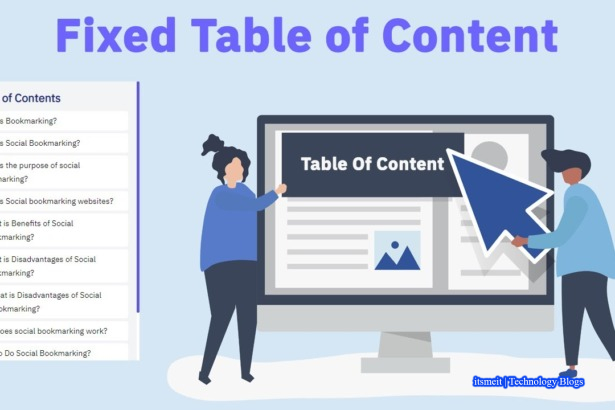 Fixed Table of Content
of Contents
s Bookmarking?
s Social Bookmarking?
s the purpose of social
marking?
s Social bookmarking websites?
t is Benefits of Social
kmarking?
t is Disadvantages of Social
kmarking?
at is Disadvantages of Social
kmarking?
oes social bookmarking work?
o Do Social Bookmarking?
Table Of Content
itsmeit | Technology Blogs